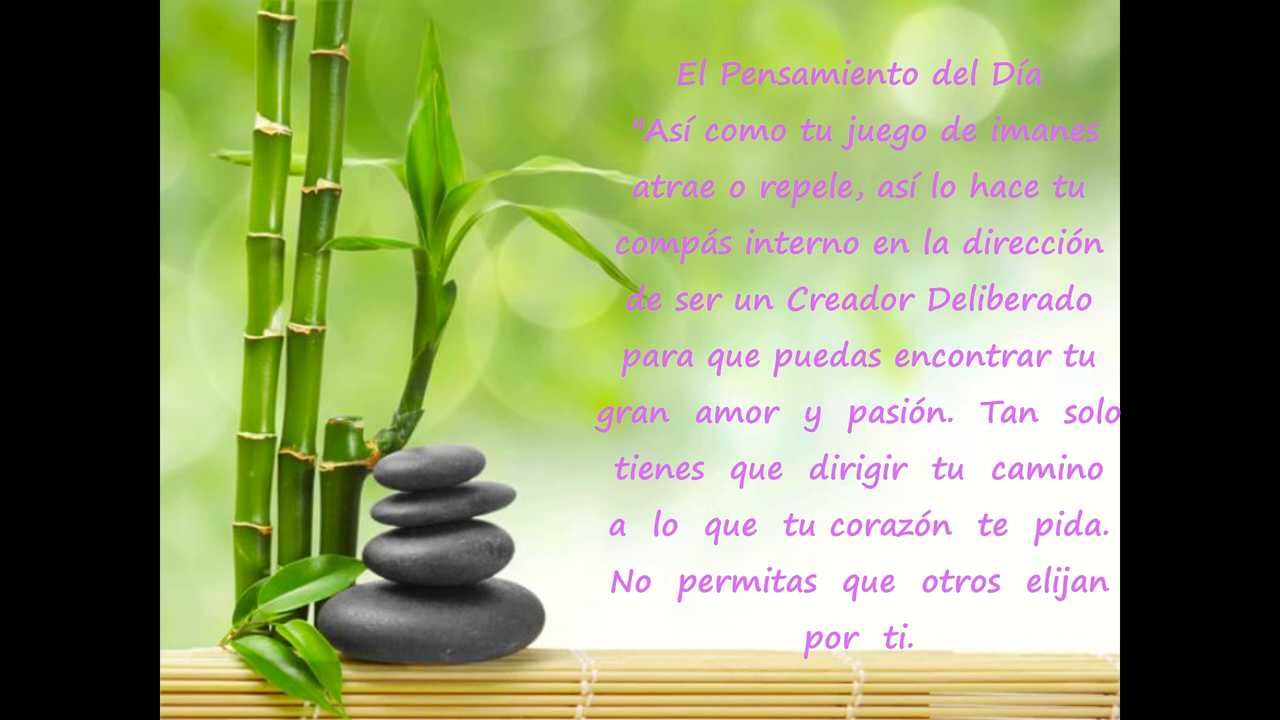 El Pensamiento del Día
"Así como tu juego de imanes
atrae o repele, así lo hace tu
compás interno en la dirección
de ser un Creador Deliberado
para que puedas encontrar tu
gran amor y pasión. Tan solo
tienes que dirigir tu camino
a lo que tu corazón te pida.
No permitas que otros elijan
por ti.